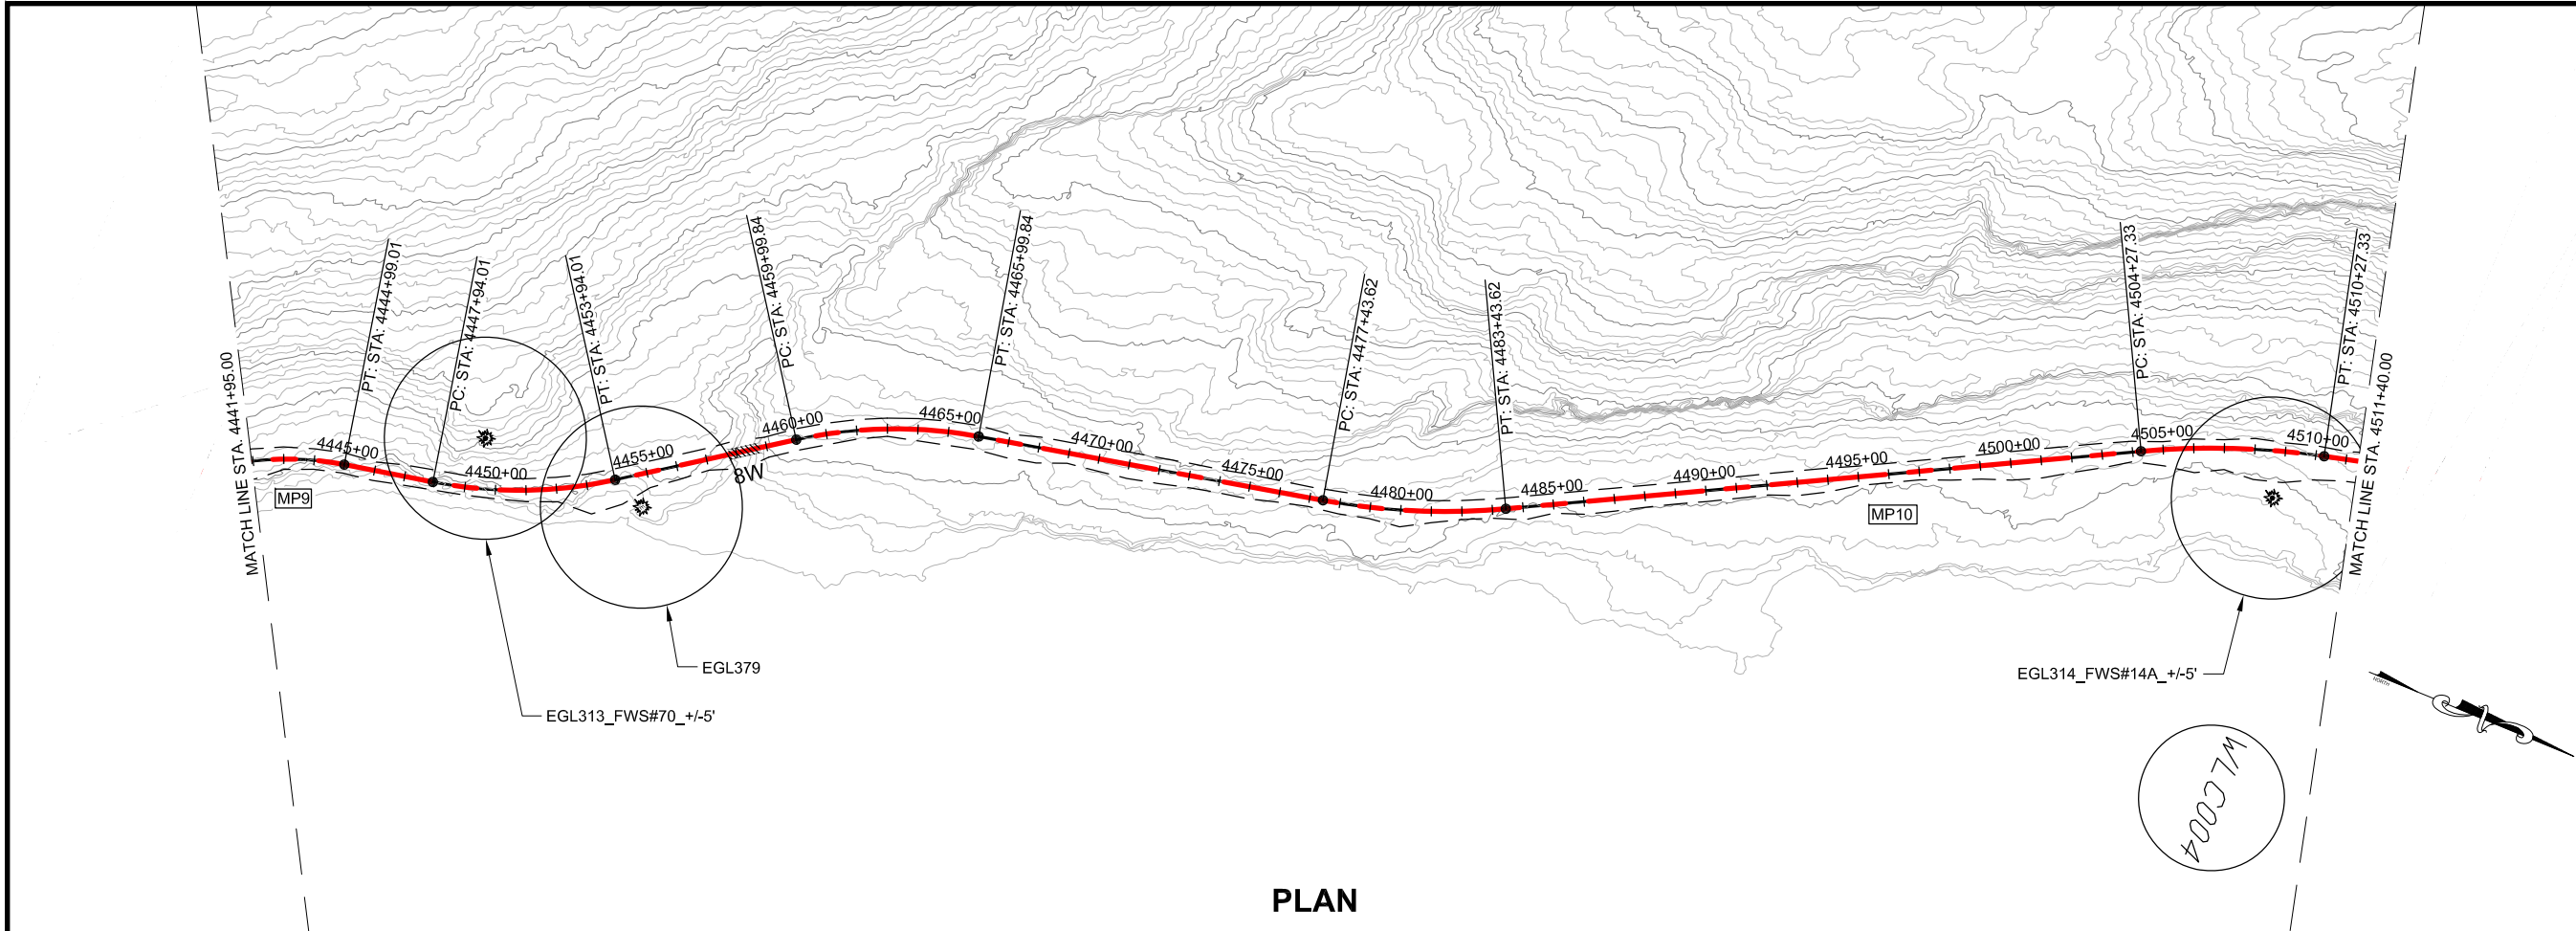 MATCH LINE STA. 4441+95.00
PT: STA: 4444+99.01
PC: STA: 4447+94.01
PT: STA: 4453+94.01
PC: STA: 4459+99.84
PT: STA: 4465+99.84
PC: STA: 4477+43.62
PT: STA: 4483+43.62
PC: STA: 4504+27.33
PT: STA: 4510+27.33
MATCH LINE STA. 4511+40.00
4445+00
4450+00
4455+00
4460+00
4465+00
4470+00
4475+00
4480+00
4485+00
4490+00
4495+00
4500+00
4505+00
4510+00
MP9
8W
MP10
EGL379
EGL313_FWS#70_+/-5'
EGL314_FWS#14A_+/-5'
NORTH
WLC004
PLAN